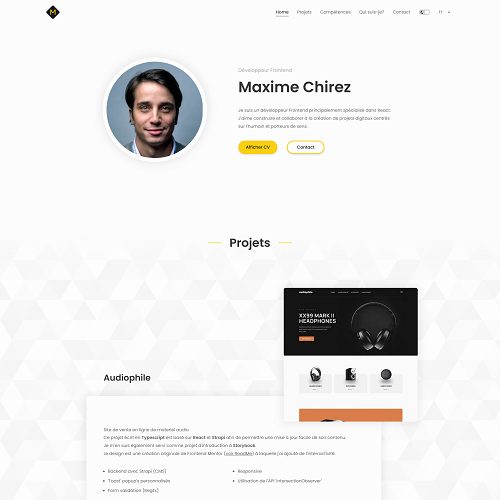 M
Home Projets Compétences Qui suis-je? Contact Fr
Développeur Frontend
Maxime Chirez
Je suis un développeur Frontend principalement spécialisé dans React.
J'aime construire et collaborer à la création de projets digitaux centrés
sur l'humain et porteurs de sens.
Afficher CV Contact
Projets
audiophile
XX99 MARK II
HEADPHONES
Audiophile
Site de vente en ligne de matériel audio.
Ce projet écrit en Typescript est basé sur React et Strapi afin de permettre une mise à jour facile de son contenu.
Je m'en suis également servi comme projet d'introduction à Storybook.
Le design est une création originale de Frontend Mentor (voir ReadMe) à laquelle j'ai ajouté de l'interactivité.
Backend avec Strapi (CMS)
Responsive
'Toast' popup's personnalisés
Utilisation de l'API 'IntersectionObserver'
Form validation (RegEx)